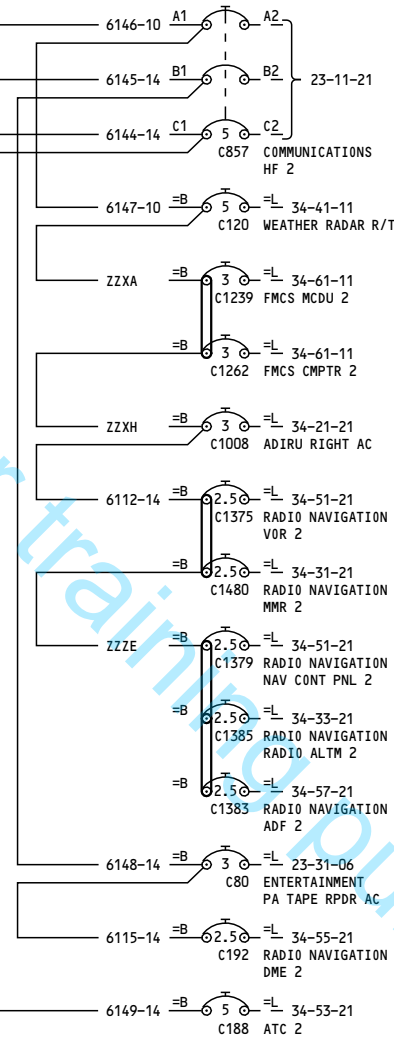 6146-10 A1 A2
6145-14 B1 B2 23-11-21
6144-14 C1 5 C2
C857 COMMUNICATIONS
HF 2
6147-10 =B 5 =L 34-41-11
C120 WEATHER RADAR R/T
ZZXA =B 3 =L 34-61-11
C1239 FMCS MCDU 2
=B 3 =L 34-61-11
C1262 FMCS CMPTR 2
ZZXH =B 3 =L 34-21-21
C1008 ADIRU RIGHT AC
6112-14 =B 2.5 =L 34-51-21
C1375 RADIO NAVIGATION
VOR 2
=B 2.5 =L 34-31-21
C1480 RADIO NAVIGATION
MMR 2
ZZZE =B 2.5 =L 34-51-21
C1379 RADIO NAVIGATION
NAV CONT PNL 2
=B 2.5 =L 34-33-21
C1385 RADIO NAVIGATION
RADIO ALTM 2
=B 2.5 =L 34-57-21
C1383 RADIO NAVIGATION
ADF 2
6148-14 =B 3 =L 23-31-06
C80 ENTERTAINMENT
PA TAPE RPDR AC
6115-14 =B 2.5 =L 34-55-21
C192 RADIO NAVIGATION
DME 2
6149-14 =B 5 =L 34-53-21
C188 ATC 2
training